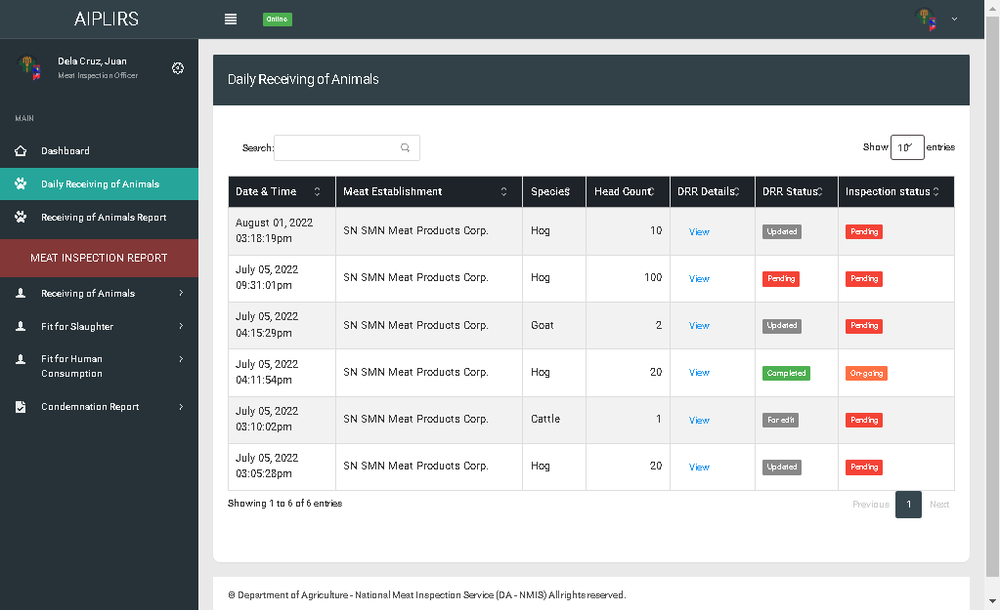 AIPLIRS
Online
Dela Cruz, Juan
Meat Inspection Officer
MAIN
Dashboard
Daily Receiving of Animals
Receiving of Animals Report
MEAT INSPECTION REPORT
Receiving of Animals
Fit for Slaughter
Fit for Human
Consumption
Condemnation Report
Daily Receiving of Animals
Search:
Show 10 entries
Date & Time Meat Establishment Species Head Count DRR Details DRR Status Inspection status
August 01, 2022
03:18:19pm SN SMN Meat Products Corp. Hog 10 View Updated Pending
July 05, 2022
09:31:01pm SN SMN Meat Products Corp. Hog 100 View Pending Pending
July 05, 2022
04:15:29pm SN SMN Meat Products Corp. Goat 2 View Updated Pending
July 05, 2022
04:11:54pm SN SMN Meat Products Corp. Hog 20 View Completed On-going
July 05, 2022
03:10:02pm SN SMN Meat Products Corp. Cattle 1 View For edit Pending
July 05, 2022
03:05:28pm SN SMN Meat Products Corp. Hog 20 View Updated Pending
Showing 1 to 6 of 6 entries
Previous 1 Next
© Department of Agriculture - National Meat Inspection Service (DA - NMIS) All rights reserved.